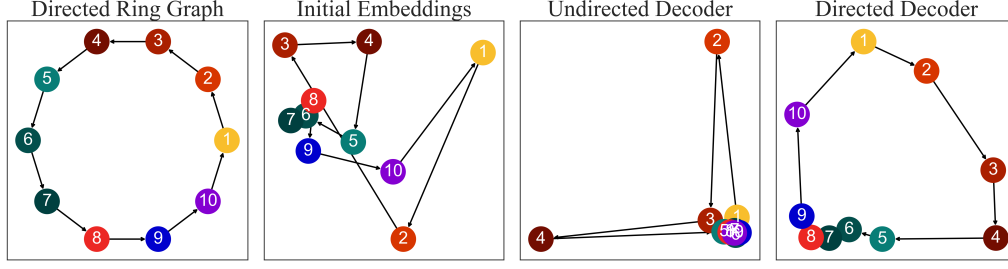 Directed Ring Graph
4 3
5 2
6 1
7 10
8 9
Initial Embeddings
3 4 1
8
7 6
5
9
10
2
Undirected Decoder
2
3 1
4 5 9
Directed Decoder
1
2
10
3
9
8 7 6 5 4